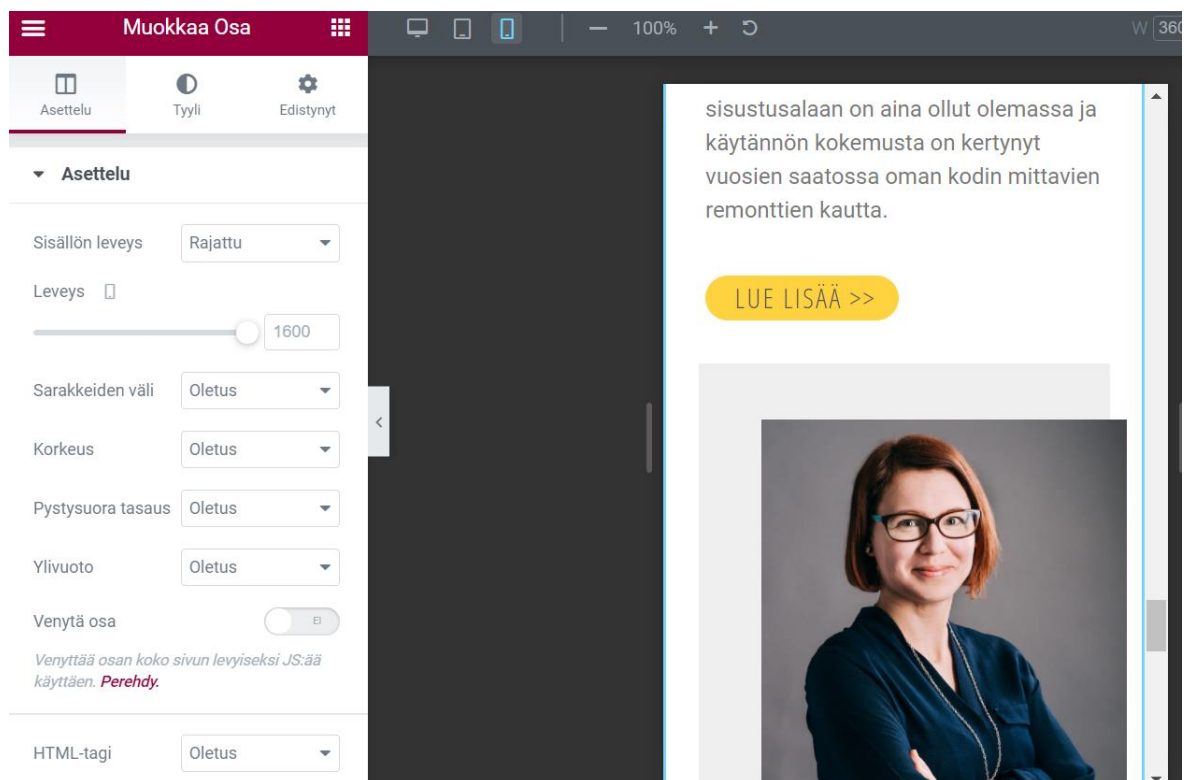 Muokkaa Osa
100%
W 360
Asettelu
Tyyli
Edistynyt
Asettelu
Sisällön leveys Rajattu
Leveys
1600
Sarakkeiden väli Oletus
Korkeus Oletus
Pystysuora tasaus Oletus
Ylivuoto Oletus
Venytä osa EI
Venyttää osan koko sivun levyiseksi JS:ää
käyttäen. Perehdy.
HTML-tagi Oletus
<
sisustusalaan on aina ollut olemassa ja
käytännön kokemusta on kertynyt
vuosien saatossa oman kodin mittavien
remonttien kautta.
LUE LISÄÄ >>